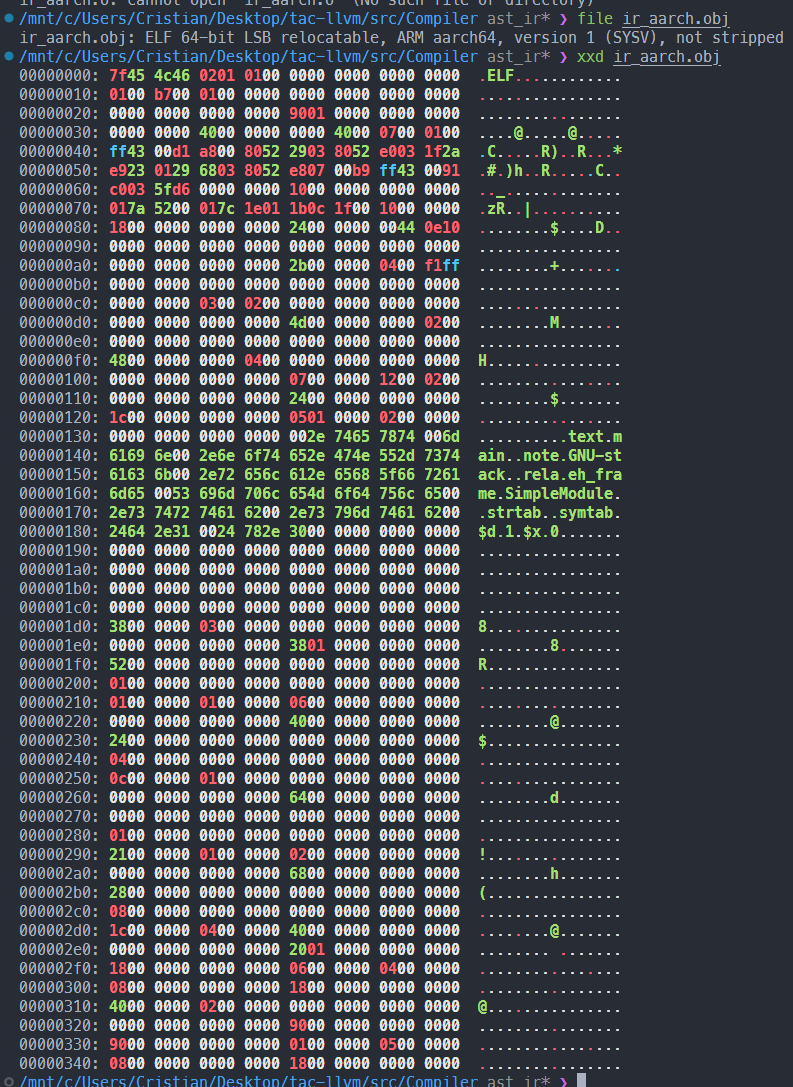 ir_aarch.o: cannot open `ir_aarch.o' (No such file or directory)
/mnt/c/Users/Cristian/Desktop/tac-llvm/src/Compiler ast_ir* ❯ file ir_aarch.obj
ir_aarch.obj: ELF 64-bit LSB relocatable, ARM aarch64, version 1 (SYSV), not stripped
/mnt/c/Users/Cristian/Desktop/tac-llvm/src/Compiler ast_ir* ❯ xxd ir_aarch.obj
00000000: 7f45 4c46 0201 0100 0000 0000 0000 0000 .ELF............
00000010: 0100 b700 0100 0000 0000 0000 0000 0000 ................
00000020: 0000 0000 0000 0000 9001 0000 0000 0000 ................
00000030: 0000 0000 4000 0000 0000 4000 0700 0100 ....@.....@.....
00000040: ff43 00d1 a800 8052 2903 8052 e003 1f2a .C.....R)..R...*
00000050: e923 0129 6803 8052 e807 00b9 ff43 0091 .#.)h..R.....C..
00000060: c003 5fd6 0000 0000 1000 0000 0000 0000 .._.............
00000070: 017a 5200 017c 1e01 1b0c 1f00 1000 0000 .zR..|..........
00000080: 1800 0000 0000 0000 2400 0000 0044 0e10 ........$....D..
00000090: 0000 0000 0000 0000 0000 0000 0000 0000 ................
000000a0: 0000 0000 0000 0000 2b00 0000 0400 f1ff ........+.......
000000b0: 0000 0000 0000 0000 0000 0000 0000 0000 ................
000000c0: 0000 0000 0300 0200 0000 0000 0000 0000 ................
000000d0: 0000 0000 0000 0000 4d00 0000 0000 0200 ........M.......
000000e0: 0000 0000 0000 0000 0000 0000 0000 0000 ................
000000f0: 4800 0000 0000 0400 0000 0000 0000 0000 H...............
00000100: 0000 0000 0000 0000 0700 0000 1200 0200 ................
00000110: 0000 0000 0000 0000 2400 0000 0000 0000 ........$.......
00000120: 1c00 0000 0000 0000 0501 0000 0200 0000 ................
00000130: 0000 0000 0000 0000 002e 7465 7874 006d ..........text.m
00000140: 6169 6e00 2e6e 6f74 652e 474e 552d 7374 ain..note.GNU-st
00000150: 6163 6b00 2e72 656c 612e 6568 5f66 7261 ack..rela.eh_fra
00000160: 6d65 0053 696d 706c 654d 6f64 756c 6500 me.SimpleModule.
00000170: 2e73 7472 7461 6200 2e73 796d 7461 6200 .strtab..symtab.
00000180: 2464 2e31 0024 782e 3000 0000 0000 0000 $d.1.$x.0.......
00000190: 0000 0000 0000 0000 0000 0000 0000 0000 ................
000001a0: 0000 0000 0000 0000 0000 0000 0000 0000 ................
000001b0: 0000 0000 0000 0000 0000 0000 0000 0000 ................
000001c0: 0000 0000 0000 0000 0000 0000 0000 0000 ................
000001d0: 3800 0000 0300 0000 0000 0000 0000 0000 8...............
000001e0: 0000 0000 0000 0000 3801 0000 0000 0000 ........8.......
000001f0: 5200 0000 0000 0000 0000 0000 0000 0000 R...............
00000200: 0100 0000 0000 0000 0000 0000 0000 0000 ................
00000210: 0100 0000 0100 0000 0600 0000 0000 0000 ................
00000220: 0000 0000 0000 0000 4000 0000 0000 0000 ........@.......
00000230: 2400 0000 0000 0000 0000 0000 0000 0000 $...............
00000240: 0400 0000 0000 0000 0000 0000 0000 0000 ................
00000250: 0c00 0000 0100 0000 0000 0000 0000 0000 ................
00000260: 0000 0000 0000 0000 6400 0000 0000 0000 ........d.......
00000270: 0000 0000 0000 0000 0000 0000 0000 0000 ................
00000280: 0100 0000 0000 0000 0000 0000 0000 0000 ................
00000290: 2100 0000 0100 0000 0200 0000 0000 0000 !...............
000002a0: 0000 0000 0000 0000 6800 0000 0000 0000 ........h.......
000002b0: 2800 0000 0000 0000 0000 0000 0000 0000 (...............
000002c0: 0800 0000 0000 0000 0000 0000 0000 0000 ................
000002d0: 1c00 0000 0400 0000 4000 0000 0000 0000 ........@.......
000002e0: 0000 0000 0000 0000 2001 0000 0000 0000 ........ .......
000002f0: 1800 0000 0000 0000 0600 0000 0400 0000 ................
00000300: 0800 0000 0000 0000 1800 0000 0000 0000 ................
00000310: 4000 0000 0200 0000 0000 0000 0000 0000 @...............
00000320: 0000 0000 0000 0000 9000 0000 0000 0000 ................
00000330: 9000 0000 0000 0000 0100 0000 0500 0000 ................
00000340: 0800 0000 0000 0000 1800 0000 0000 0000 ................
/mnt/c/Users/Cristian/Desktop/tac-llvm/src/Compiler ast_ir* ❯